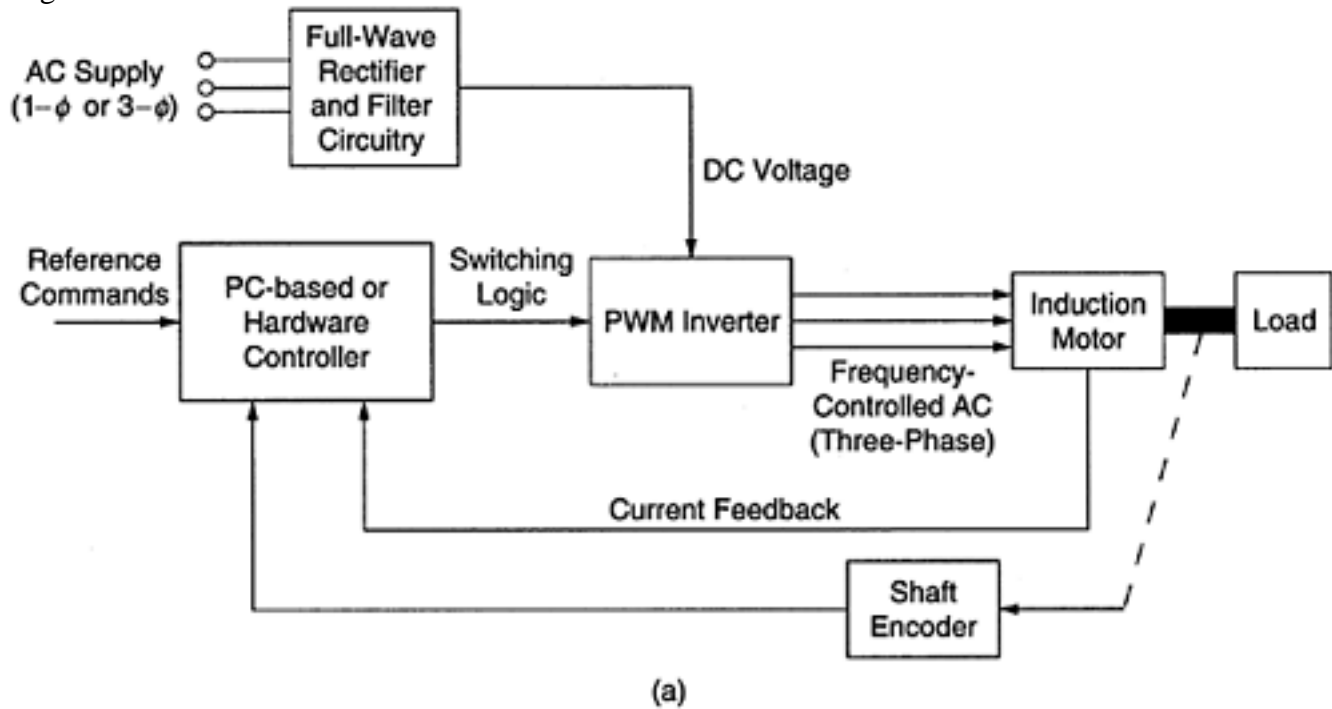 Full-Wave
Rectifier
and Filter
Circuitry
AC Supply
(1-ϕ or 3-ϕ)
DC Voltage
Reference
Commands
PC-based or
Hardware
Controller
Switching
Logic
PWM Inverter
Induction
Motor
Load
Frequency-
Controlled AC
(Three-Phase)
Current Feedback
Shaft
Encoder
(a)